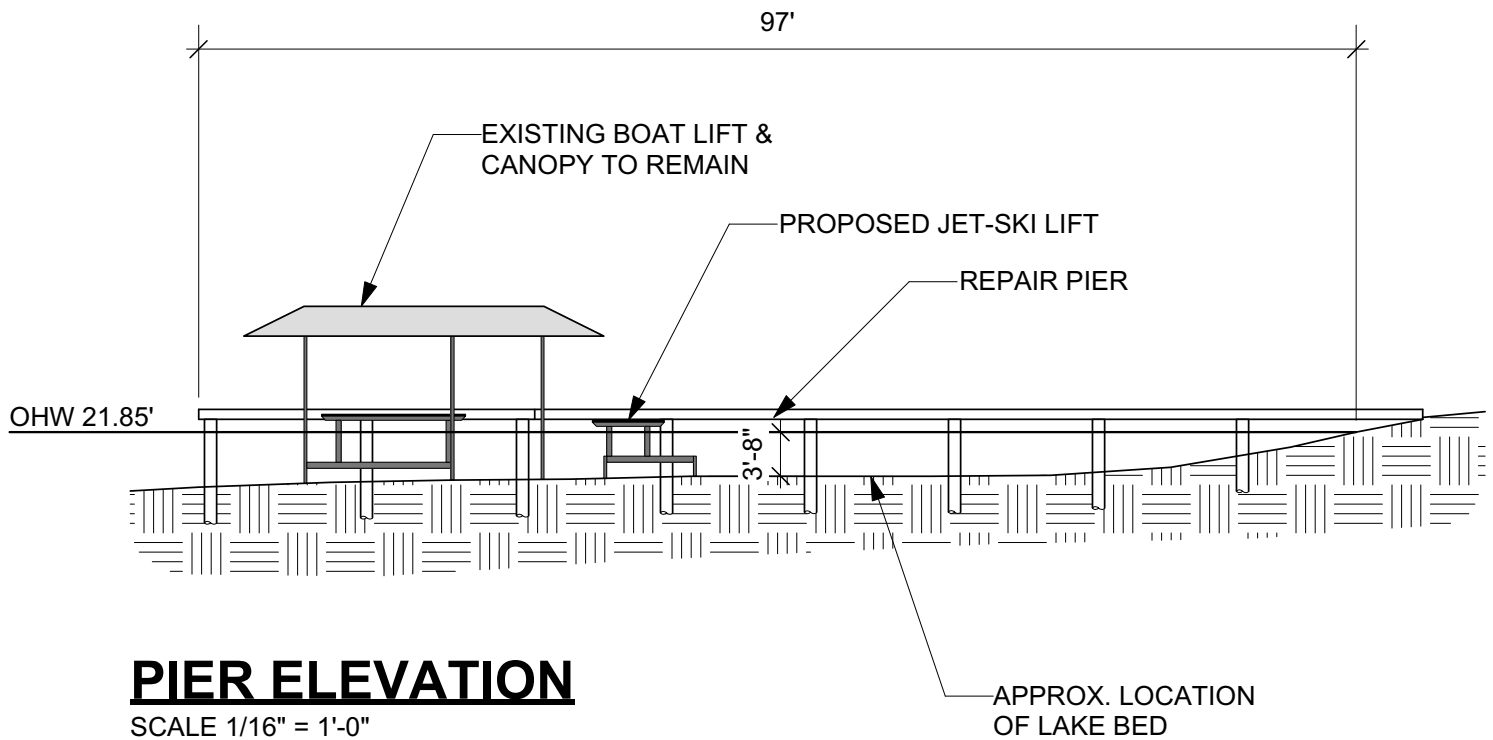 97'
EXISTING BOAT LIFT &
CANOPY TO REMAIN
PROPOSED JET-SKI LIFT
REPAIR PIER
OHW 21.85'
3'-8"
PIER ELEVATION
SCALE 1/16" = 1'-0"
APPROX. LOCATION
OF LAKE BED